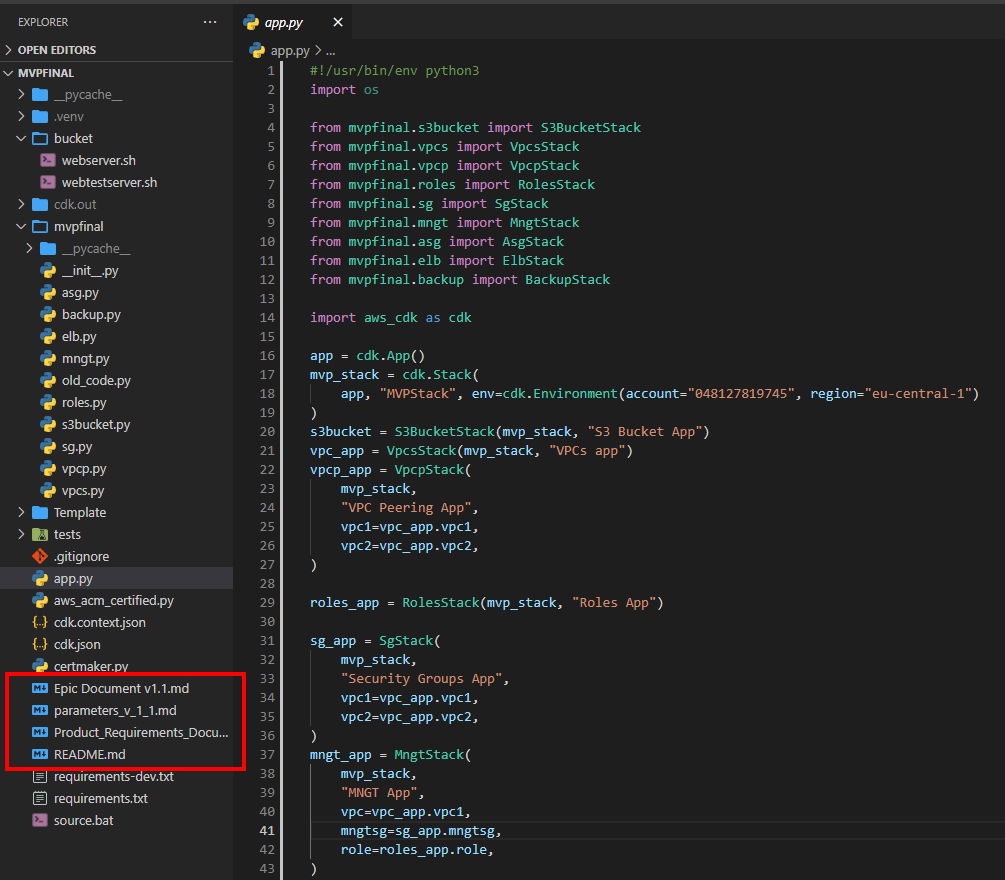 EXPLORER
···
OPEN EDITORS
MVPFINAL
__pycache__
.venv
bucket
webserver.sh
webtestserver.sh
cdk.out
mvpfinal
__pycache__
__init__.py
asg.py
backup.py
elb.py
mngt.py
old_code.py
roles.py
s3bucket.py
sg.py
vpcp.py
vpcs.py
Template
tests
.gitignore
app.py
aws_acm_certified.py
cdk.context.json
cdk.json
certmaker.py
Epic Document v1.1.md
parameters_v_1_1.md
Product_Requirements_Docu...
README.md
requirements-dev.txt
requirements.txt
source.bat
app.py
app.py > ...
1 #!/usr/bin/env python3
2 import os
3
4 from mvpfinal.s3bucket import S3BucketStack
5 from mvpfinal.vpcs import VpcsStack
6 from mvpfinal.vpcp import VpcpStack
7 from mvpfinal.roles import RolesStack
8 from mvpfinal.sg import SgStack
9 from mvpfinal.mngt import MngtStack
10 from mvpfinal.asg import AsgStack
11 from mvpfinal.elb import ElbStack
12 from mvpfinal.backup import BackupStack
13
14 import aws_cdk as cdk
15
16 app = cdk.App()
17 mvp_stack = cdk.Stack(
18     app, "MVPStack", env=cdk.Environment(account="048127819745", region="eu-central-1")
19 )
20 s3bucket = S3BucketStack(mvp_stack, "S3 Bucket App")
21 vpc_app = VpcsStack(mvp_stack, "VPCs app")
22 vpcp_app = VpcpStack(
23     mvp_stack,
24     "VPC Peering App",
25     vpc1=vpc_app.vpc1,
26     vpc2=vpc_app.vpc2,
27 )
28
29 roles_app = RolesStack(mvp_stack, "Roles App")
30
31 sg_app = SgStack(
32     mvp_stack,
33     "Security Groups App",
34     vpc1=vpc_app.vpc1,
35     vpc2=vpc_app.vpc2,
36 )
37 mngt_app = MngtStack(
38     mvp_stack,
39     "MNGT App",
40     vpc=vpc_app.vpc1,
41     mngtsg=sg_app.mngtsg,
42     role=roles_app.role,
43 )